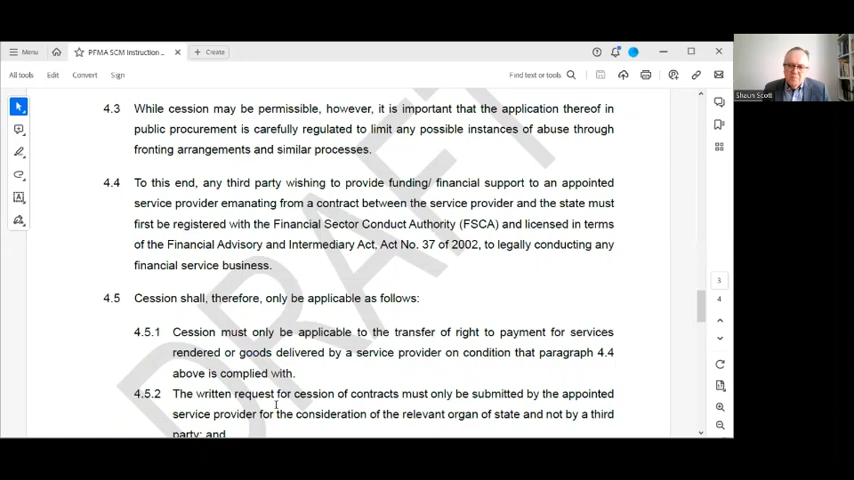 Menu
PFMA SCM Instruction ..
Create
All tools
Edit
Convert
Sign
Find text or tools
Shaun Scott
DRAFT
4.3 While cession may be permissible, however, it is important that the application thereof in
public procurement is carefully regulated to limit any possible instances of abuse through
fronting arrangements and similar processes.
4.4 To this end, any third party wishing to provide funding/ financial support to an appointed
service provider emanating from a contract between the service provider and the state must
first be registered with the Financial Sector Conduct Authority (FSCA) and licensed in terms
of the Financial Advisory and Intermediary Act, Act No. 37 of 2002, to legally conducting any
financial service business.
4.5 Cession shall, therefore, only be applicable as follows:
4.5.1 Cession must only be applicable to the transfer of right to payment for services
rendered or goods delivered by a service provider on condition that paragraph 4.4
above is complied with.
4.5.2 The written request for cession of contracts must only be submitted by the appointed
service provider for the consideration of the relevant organ of state and not by a third
party; and
3
4